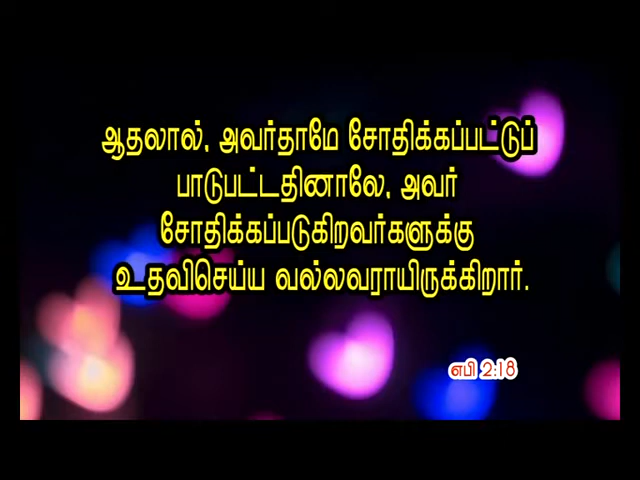 ஆதலால், அவர்தாமே சோதிக்கப்பட்டுப்
பாடுபட்டதினாலே, அவர்
சோதிக்கப்படுகிறவர்களுக்கு
உதவிசெய்ய வல்லவராயிருக்கிறார்.
எபி 2:18